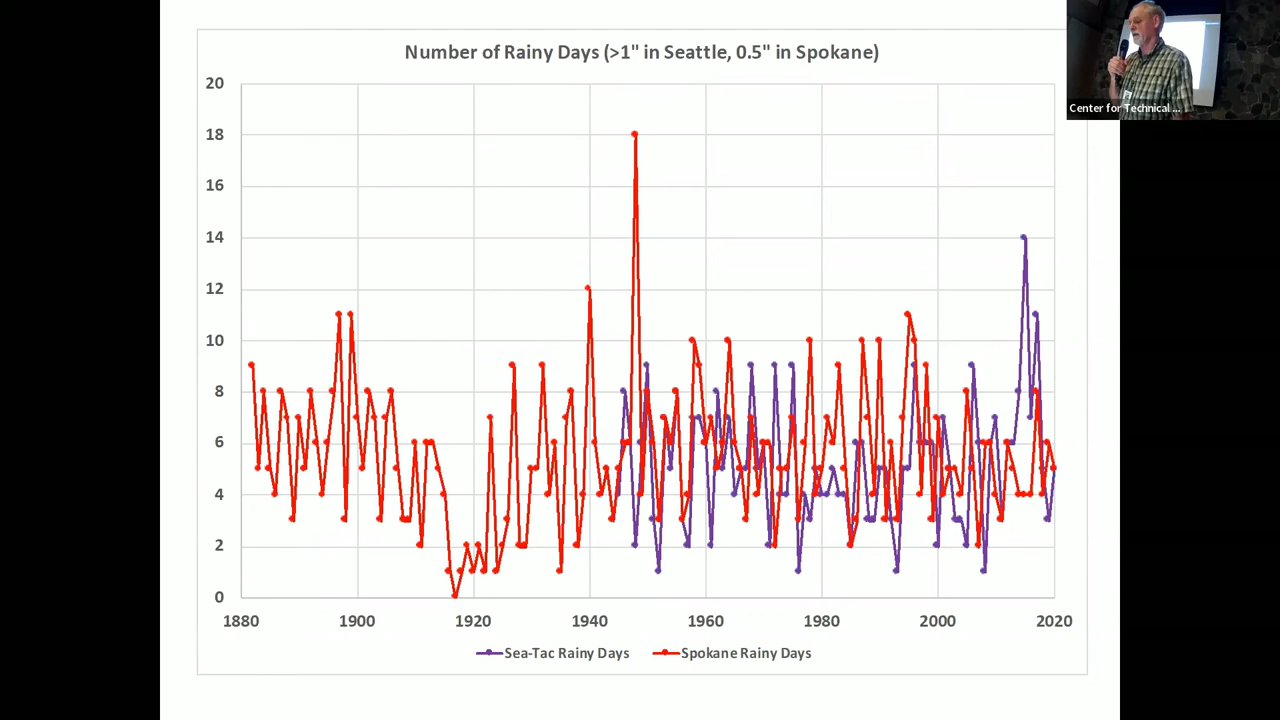 Number of Rainy Days (>1" in Seattle, 0.5" in Spokane)
Center for Technical ...
20
18
16
14
12
10
8
6
4
2
0
1880 1900 1920 1940 1960 1980 2000 2020
Sea-Tac Rainy Days Spokane Rainy Days